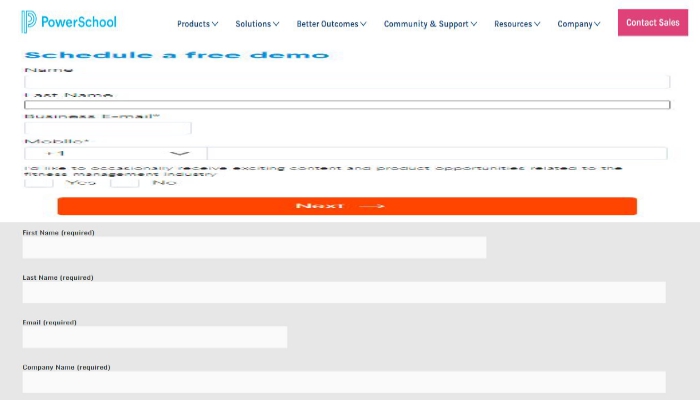 PowerSchool
Products Solutions Better Outcomes Community & Support Resources Company Contact Sales
Schedule a free demo
Name
Last Name
Business E-mail*
Mobile*
+1
I'd like to occasionally receive exciting content and product opportunities related to the
fitness management industry
Yes No
Next →
First Name (required)
Last Name (required)
Email (required)
Company Name (required)